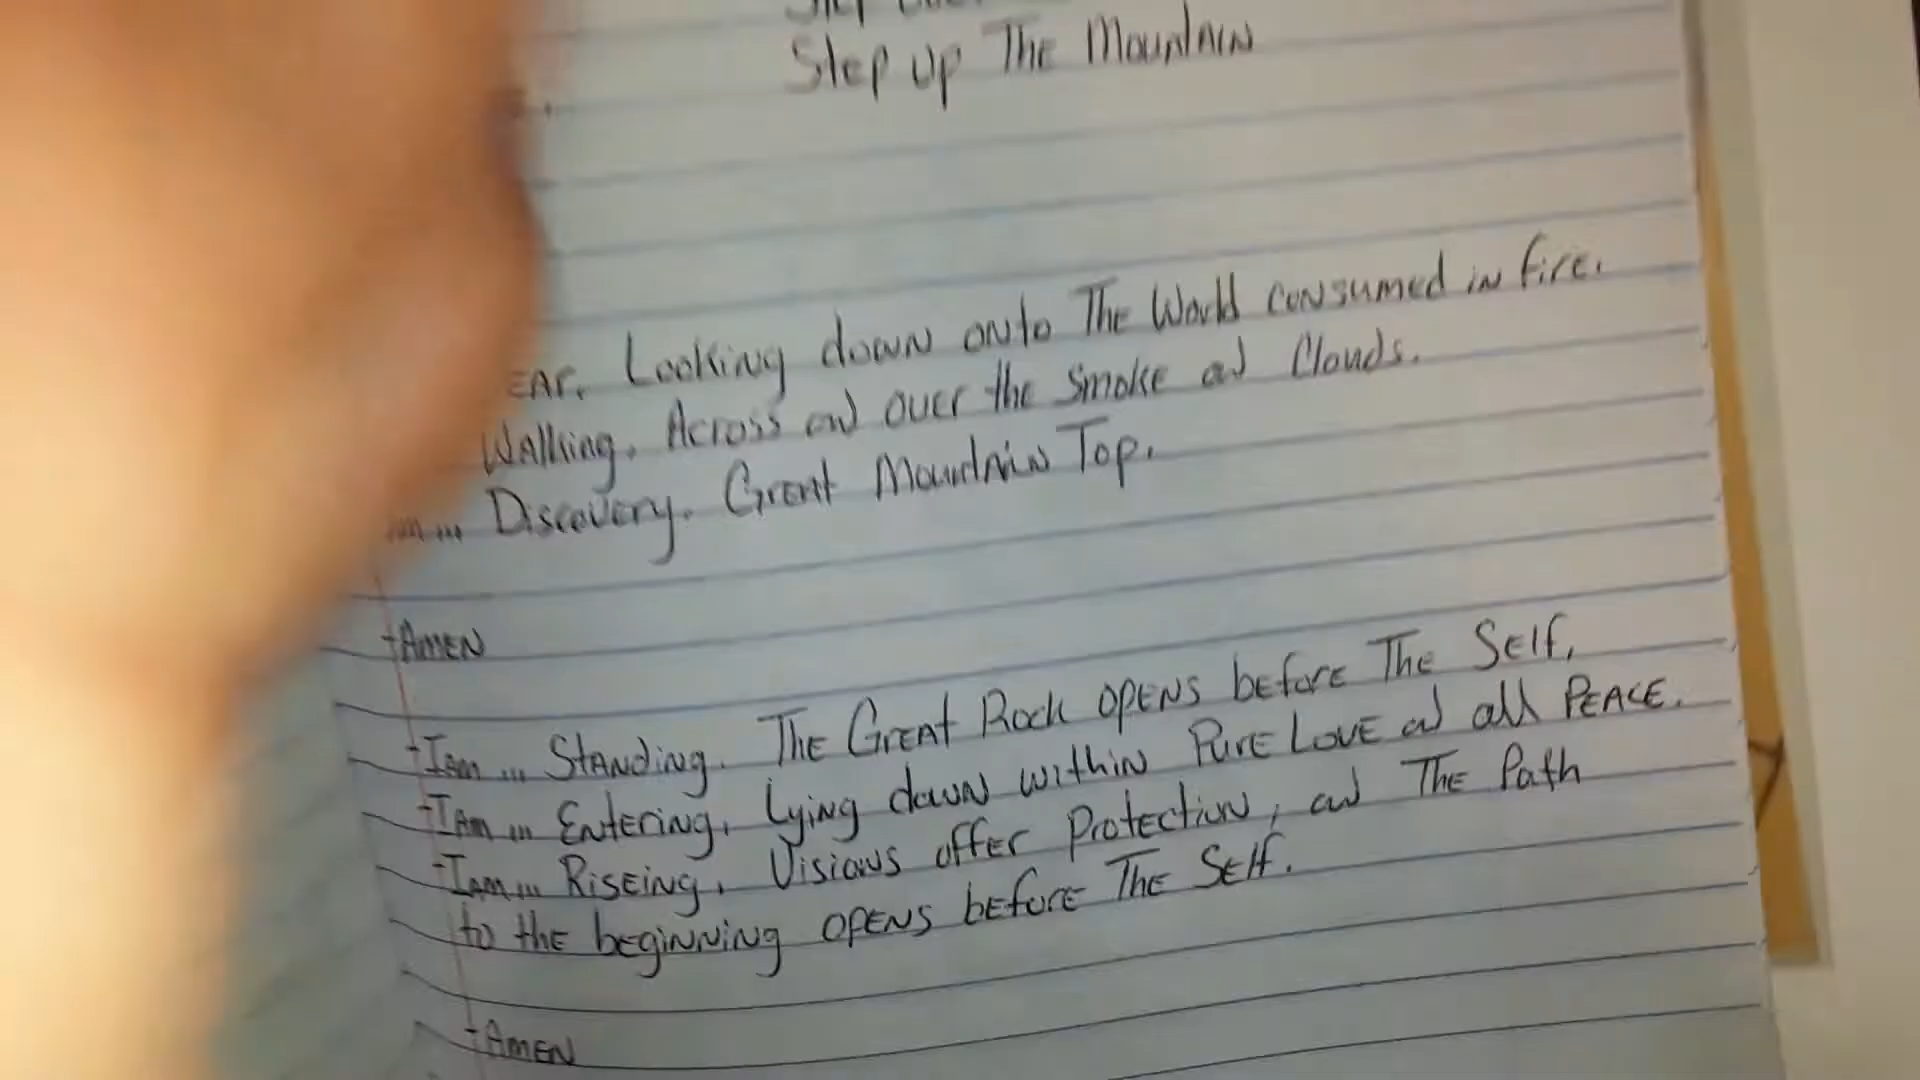 Step up The Mountain
EAR. Looking down onto The World consumed in fire.
Walking. Across and over the Smoke and Clouds.
Discovery. Great Mountain Top.
-AMEN
-I am ... Standing. The Great Rock opens before The Self.
-I Am ... Entering. Lying down within Pure Love and all PEACE.
-I Am ... Riseing. Visions offer Protection, and The Path
to the beginning opens before The Self.
-AMEN